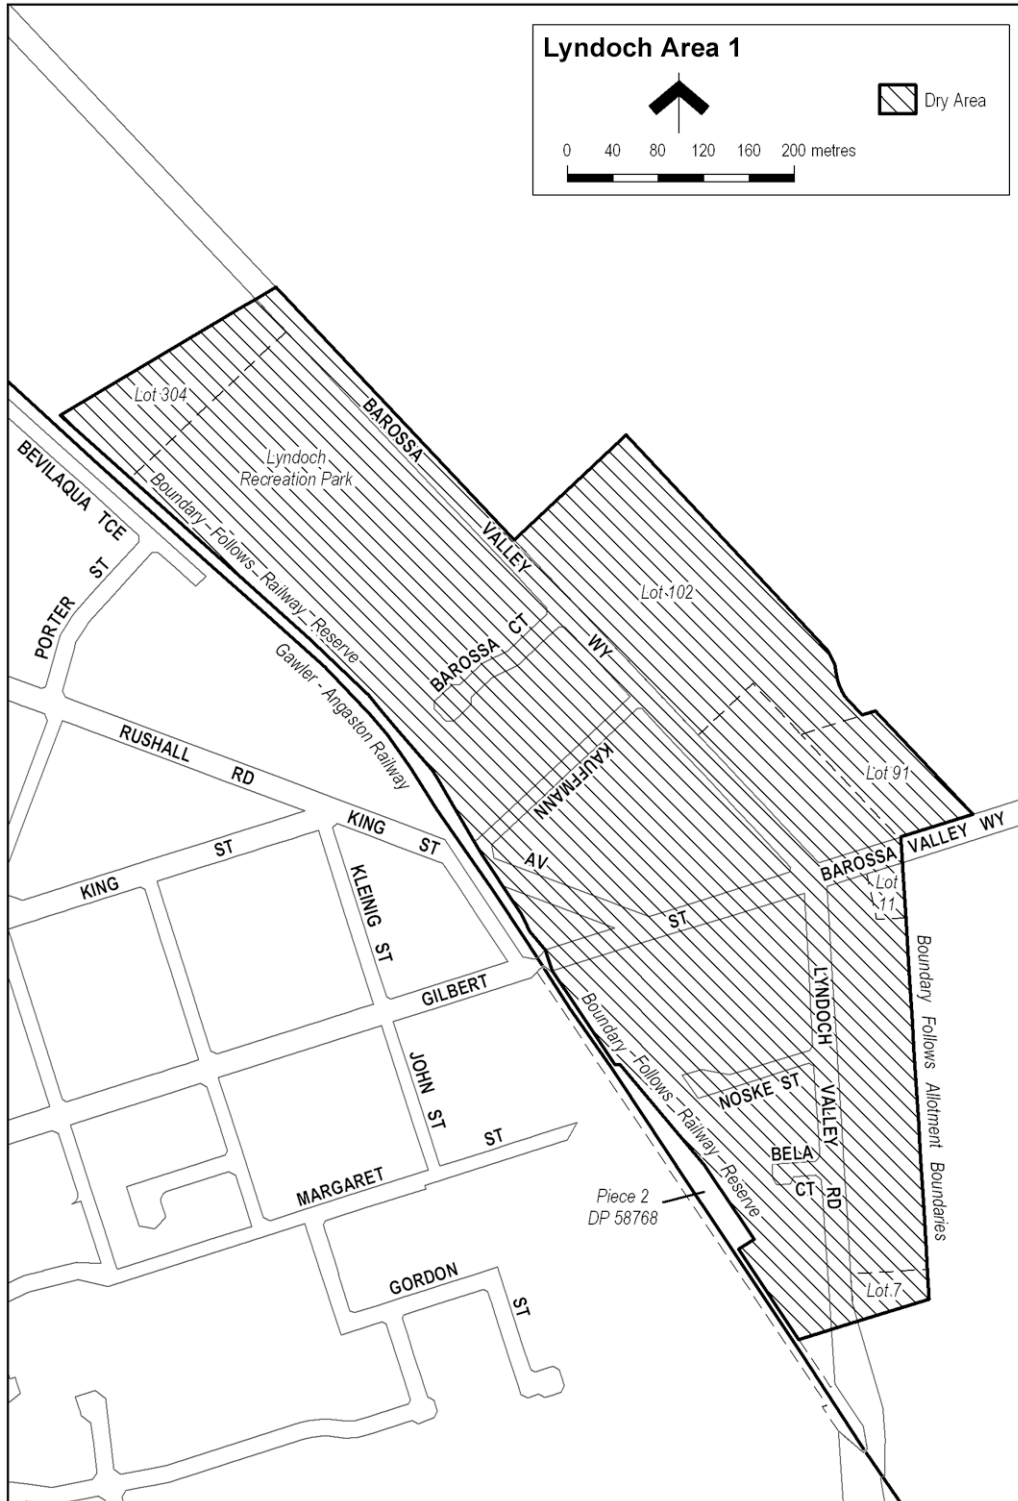 Lyndoch Area 1
Dry Area
0 40 80 120 160 200 metres
Lot 304
BAROSSA
Lyndoch
Recreation Park
BEVILAQUA TCE
Boundary Follows Railway Reserve
VALLEY
PORTER ST
Lot 102
BAROSSA CT
WY
Gawler - Angaston Railway
RUSHALL RD
KAUFFMANN
Lot 91
KING ST
KING ST
AV
BAROSSA VALLEY WY
KLEINIG ST
Lot
11
ST
GILBERT
LYNDOCH
Boundary Follows Allotment Boundaries
Boundary Follows Railway Reserve
JOHN ST
NOSKE ST
VALLEY
ST
BELA
CT
RD
MARGARET
Piece 2
DP 58768
GORDON
ST
Lot 7